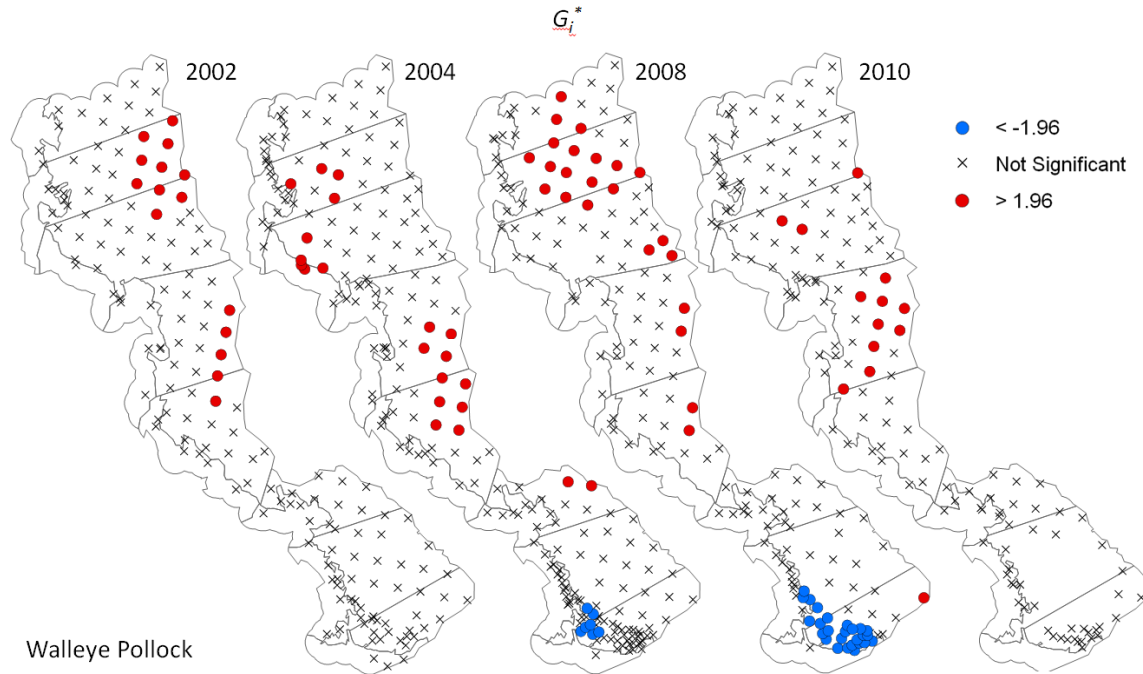 Gᵢ*
2002
2004
2008
2010
< -1.96
Not Significant
> 1.96
Walleye Pollock